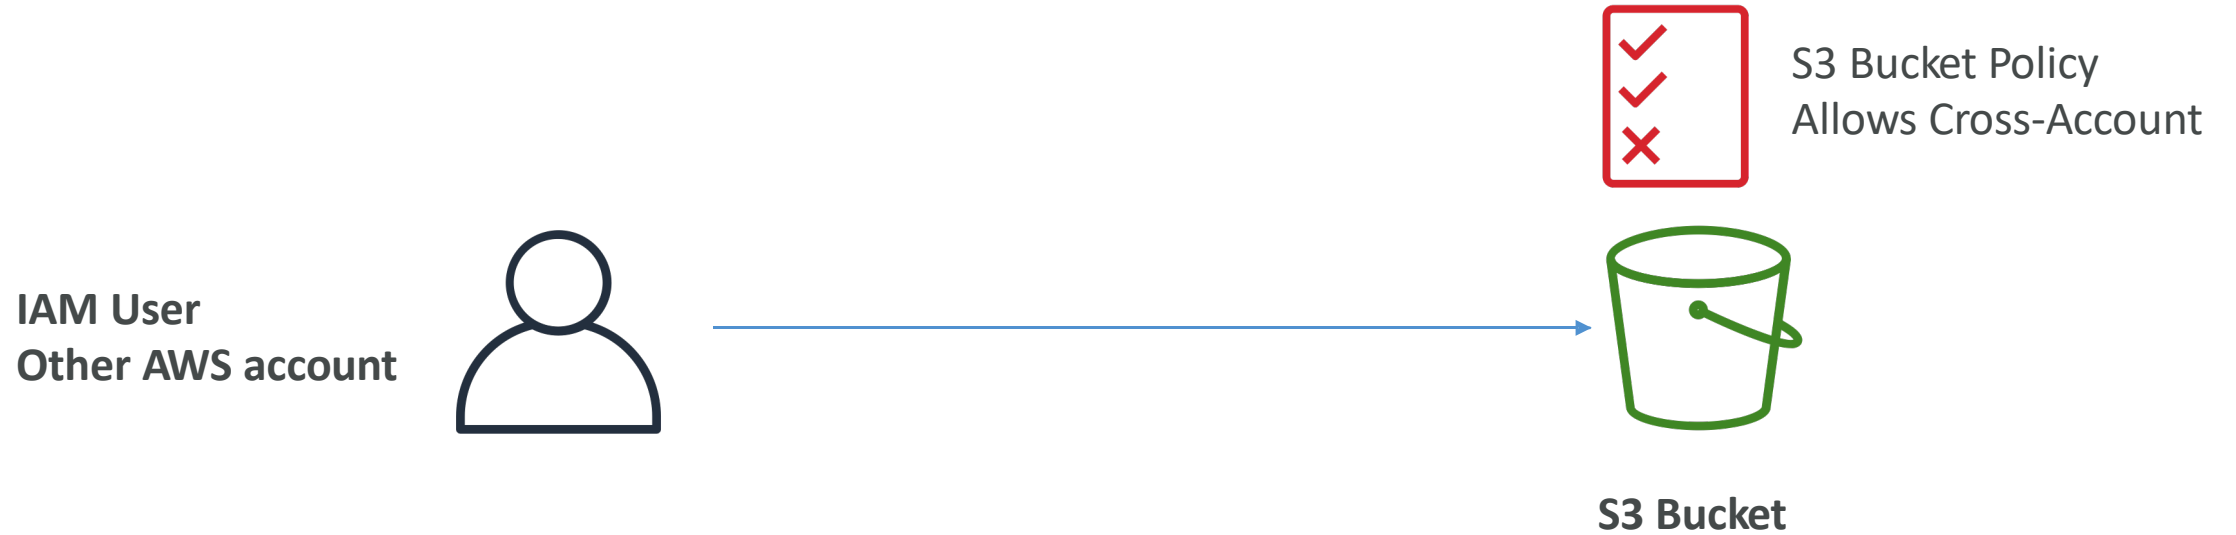 S3 Bucket Policy
Allows Cross-Account
IAM User
Other AWS account
S3 Bucket